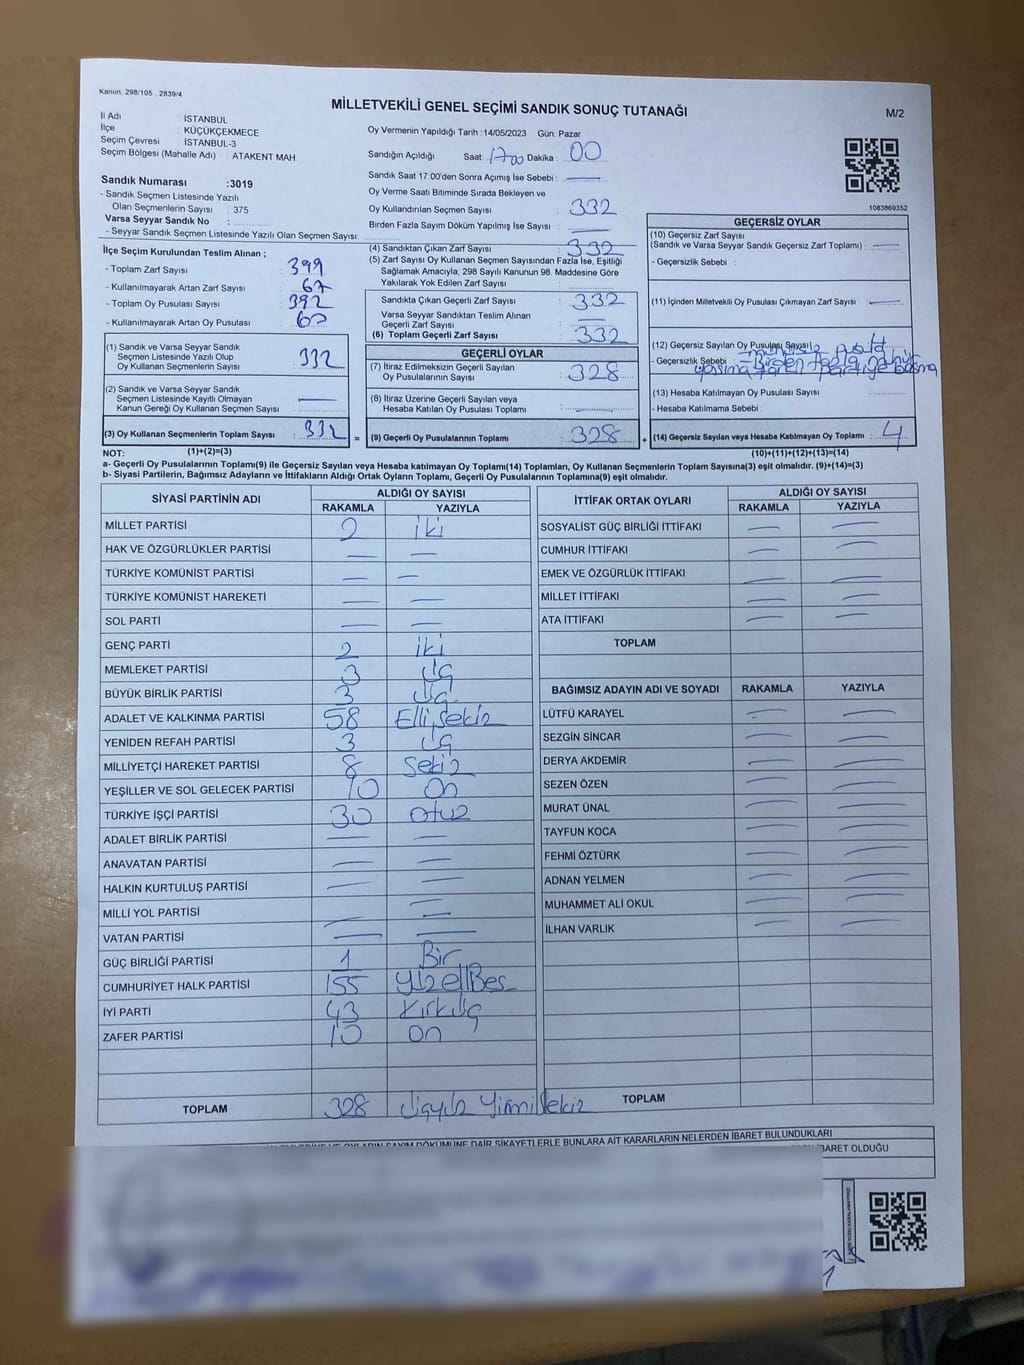 Kanun, 298/105 , 2839/4
MİLLETVEKİLİ GENEL SEÇİMİ SANDIK SONUÇ TUTANAĞI
M/2
İl Adı : İSTANBUL
İlçe : KÜÇÜKÇEKMECE
Seçim Çevresi : İSTANBUL-3
Seçim Bölgesi (Mahalle Adı) : ATAKENT MAH.
Oy Vermenin Yapıldığı Tarih : 14/05/2023 Gün: Pazar
Sandığın Açıldığı Saat: 17:00 Dakika : 00
Sandık Saat 17:00'den Sonra Açımış İse Sebebi : —
Oy Verme Saati Bitiminde Sırada Bekleyen ve
Oy Kullandırılan Seçmen Sayısı : 332
Birden Fazla Sayım Döküm Yapılmış İse Sayısı : —
1083869352
Sandık Numarası :3019
- Sandık Seçmen Listesinde Yazılı
Olan Seçmenlerin Sayısı : 375
Varsa Seyyar Sandık No :
- Seyyar Sandık Seçmen Listesinde Yazılı Olan Seçmen Sayısı:
İlçe Seçim Kurulundan Teslim Alınan ;
- Toplam Zarf Sayısı : 399
- Kullanılmayarak Artan Zarf Sayısı : 67
- Toplam Oy Pusulası Sayısı : 392
- Kullanılmayarak Artan Oy Pusulası :
(1) Sandık ve Varsa Seyyar Sandık
Seçmen Listesinde Yazılı Olup
Oy Kullanan Seçmenlerin Sayısı : 332
(2) Sandık ve Varsa Seyyar Sandık
Seçmen Listesinde Kayıtlı Olmayan
Kanun Gereği Oy Kullanan Seçmen Sayısı : —
(3) Oy Kullanan Seçmenlerin Toplam Sayısı : 332
(4) Sandıktan Çıkan Zarf Sayısı : 332
(5) Zarf Sayısı Oy Kullanan Seçmen Sayısından Fazla İse, Eşitliği
Sağlamak Amacıyla, 298 Sayılı Kanunun 98. Maddesine Göre
Yakılarak Yok Edilen Zarf Sayısı :
Sandıkta Çıkan Geçerli Zarf Sayısı : 332
Varsa Seyyar Sandıktan Teslim Alınan
Geçerli Zarf Sayısı : —
(6) Toplam Geçerli Zarf Sayısı : 332
GEÇERLİ OYLAR
(7) İtiraz Edilmeksizin Geçerli Sayılan
Oy Pusulalarının Sayısı : 328
(8) İtiraz Üzerine Geçerli Sayılan veya
Hesaba Katılan Oy Pusulası Toplamı : —
= (9) Geçerli Oy Pusulalarının Toplamı : 328
GEÇERSİZ OYLAR
(10) Geçersiz Zarf Sayısı
(Sandık ve Varsa Seyyar Sandık Geçersiz Zarf Toplamı) : —
- Geçersizlik Sebebi :
(11) İçinden Milletvekili Oy Pusulası Çıkmayan Zarf Sayısı : —
(12) Geçersiz Sayılan Oy Pusulası Sayısı :
- Geçersizlik Sebebi : Birden fazla
(13) Hesaba Katılmayan Oy Pusulası Sayısı :
- Hesaba Katılmama Sebebi :
+ (14) Geçersiz Sayılan veya Hesaba Katılmayan Oy Toplamı : 4
NOT: (1)+(2)=(3) (10)+(11)+(12)+(13)=(14)
a- Geçerli Oy Pusulalarının Toplamı(9) ile Geçersiz Sayılan veya Hesaba katılmayan Oy Toplamı(14) Toplamları, Oy Kullanan Seçmenlerin Toplam Sayısına(3) eşit olmalıdır. (9)+(14)=(3)
b- Siyasi Partilerin, Bağımsız Adayların ve İttifakların Aldığı Ortak Oyların Toplamı, Geçerli Oy Pusulalarının Toplamına(9) eşit olmalıdır.
SİYASİ PARTİNİN ADI ALDIĞI OY SAYISI
RAKAMLA YAZIYLA
MİLLET PARTİSİ 2 iki
HAK VE ÖZGÜRLÜKLER PARTİSİ — —
TÜRKİYE KOMÜNİST PARTİSİ — —
TÜRKİYE KOMÜNİST HAREKETİ — —
SOL PARTİ — —
GENÇ PARTİ 2 iki
MEMLEKET PARTİSİ 3 Üç
BÜYÜK BİRLİK PARTİSİ 3 Üç
ADALET VE KALKINMA PARTİSİ 58 Elli Sekiz
YENİDEN REFAH PARTİSİ 3 Üç
MİLLİYETÇİ HAREKET PARTİSİ 8 Sekiz
YEŞİLLER VE SOL GELECEK PARTİSİ 10 On
TÜRKİYE İŞÇİ PARTİSİ 30 otuz
ADALET BİRLİK PARTİSİ — —
ANAVATAN PARTİSİ — —
HALKIN KURTULUŞ PARTİSİ — —
MİLLİ YOL PARTİSİ — —
VATAN PARTİSİ — —
GÜÇ BİRLİĞİ PARTİSİ 1 Bir
CUMHURİYET HALK PARTİSİ 155 YüzelliBeş
İYİ PARTİ 43 KırkÜç
ZAFER PARTİSİ 10 On
TOPLAM 328 Üçyüz Yirmi Sekiz
İTTİFAK ORTAK OYLARI ALDIĞI OY SAYISI
RAKAMLA YAZIYLA
SOSYALİST GÜÇ BİRLİĞİ İTTİFAKI — —
CUMHUR İTTİFAKI — —
EMEK VE ÖZGÜRLÜK İTTİFAKI — —
MİLLET İTTİFAKI — —
ATA İTTİFAKI — —
TOPLAM
BAĞIMSIZ ADAYIN ADI VE SOYADI RAKAMLA YAZIYLA
LÜTFÜ KARAYEL — —
SEZGİN SİNCAR — —
DERYA AKDEMİR — —
SEZEN ÖZEN — —
MURAT ÜNAL — —
TAYFUN KOCA — —
FEHMİ ÖZTÜRK — —
ADNAN YELMEN — —
MUHAMMET ALİ OKUL — —
İLHAN VARLIK — —
TOPLAM
OYLARIN SAYIM DÖKÜMÜNE DAİR ŞİKAYETLERLE BUNLARA AİT KARARLARIN NELERDEN İBARET BULUNDUKLARI
İBARET OLDUĞU